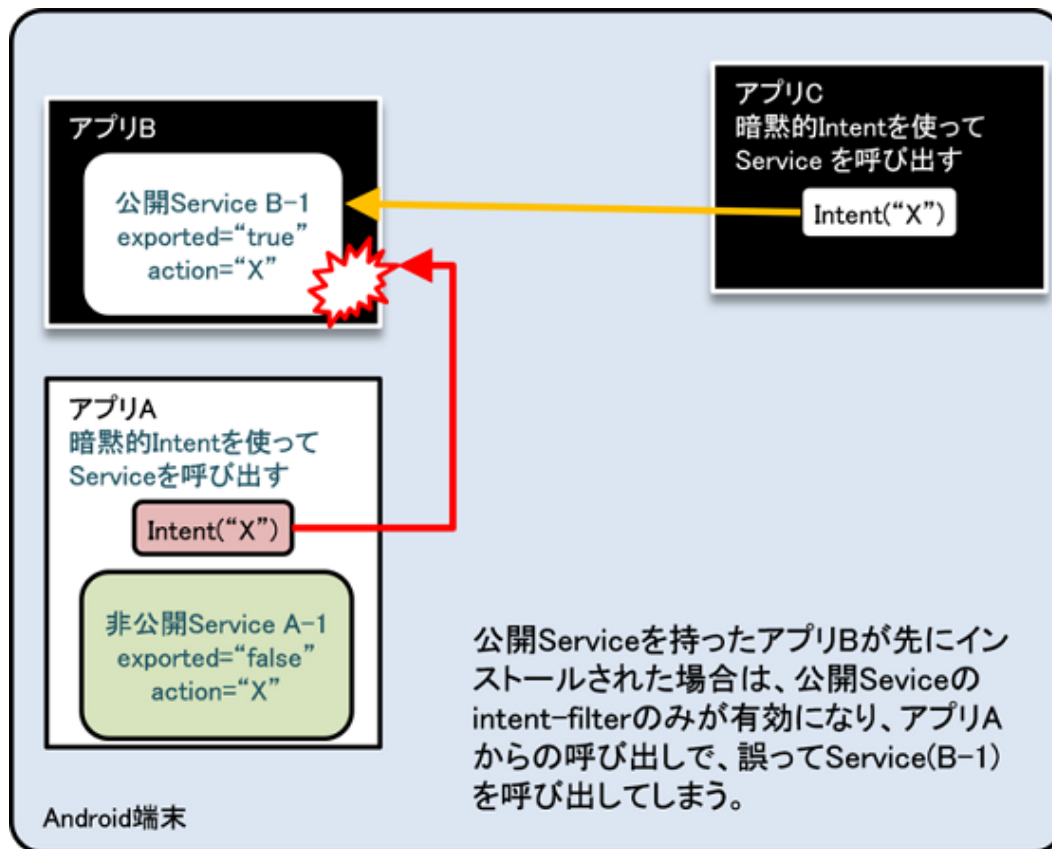 アプリB
公開Service B-1
exported=“true”
action=“X”
アプリC
暗黙的Intentを使って
Service を呼び出す
Intent(“X”)
アプリA
暗黙的Intentを使って
Serviceを呼び出す
Intent(“X”)
非公開Service A-1
exported=“false”
action=“X”
公開Serviceを持ったアプリBが先にイン
ストールされた場合は、公開Seviceの
intent-filterのみが有効になり、アプリA
からの呼び出しで、誤ってService(B-1)
を呼び出してしまう。
Android端末